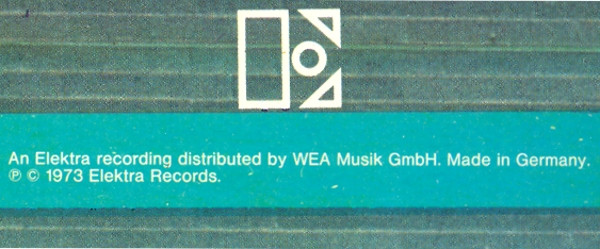 An Elektra recording distributed by WEA Musik GmbH. Made in Germany.
℗ © 1973 Elektra Records.